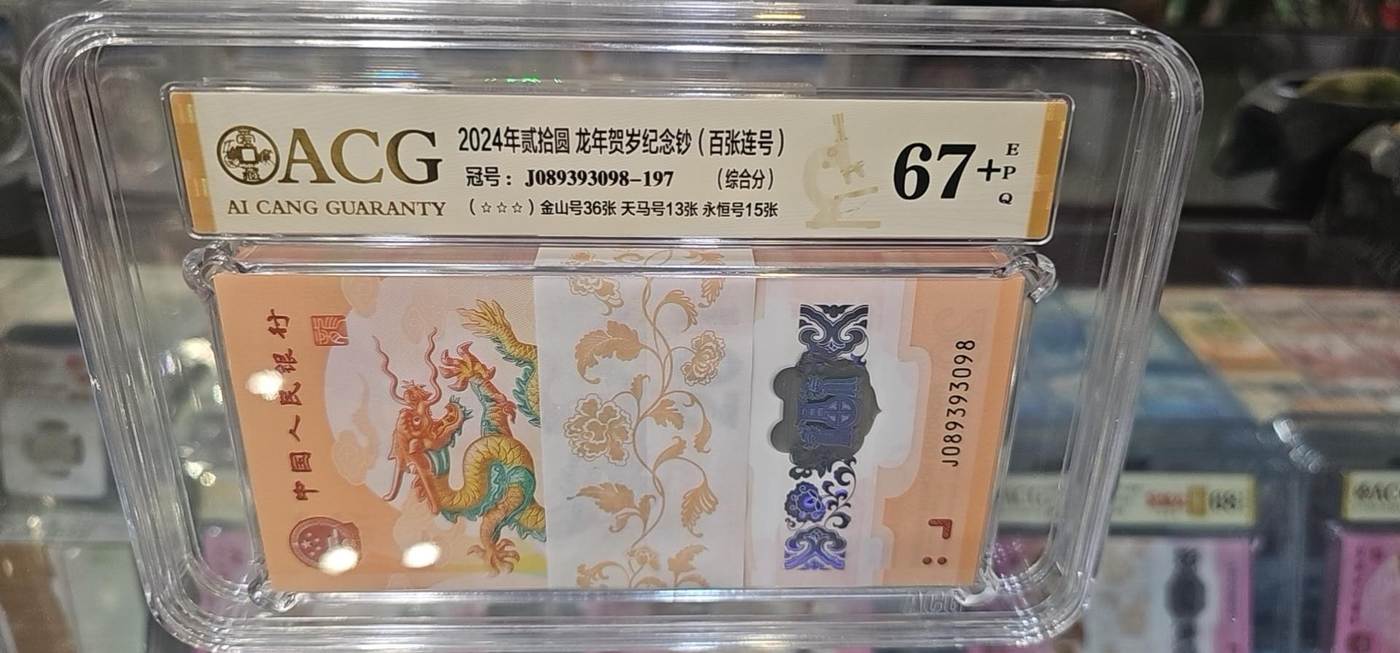 ACG
AI CANG GUARANTY
2024年贰拾圆 龙年贺岁纪念钞（百张连号）
冠号：J089393098-197 （综合分）
（☆☆☆）金山号36张 天马号13张 永恒号15张
67+
EPQ
中国人民银行
J089393098
ACG